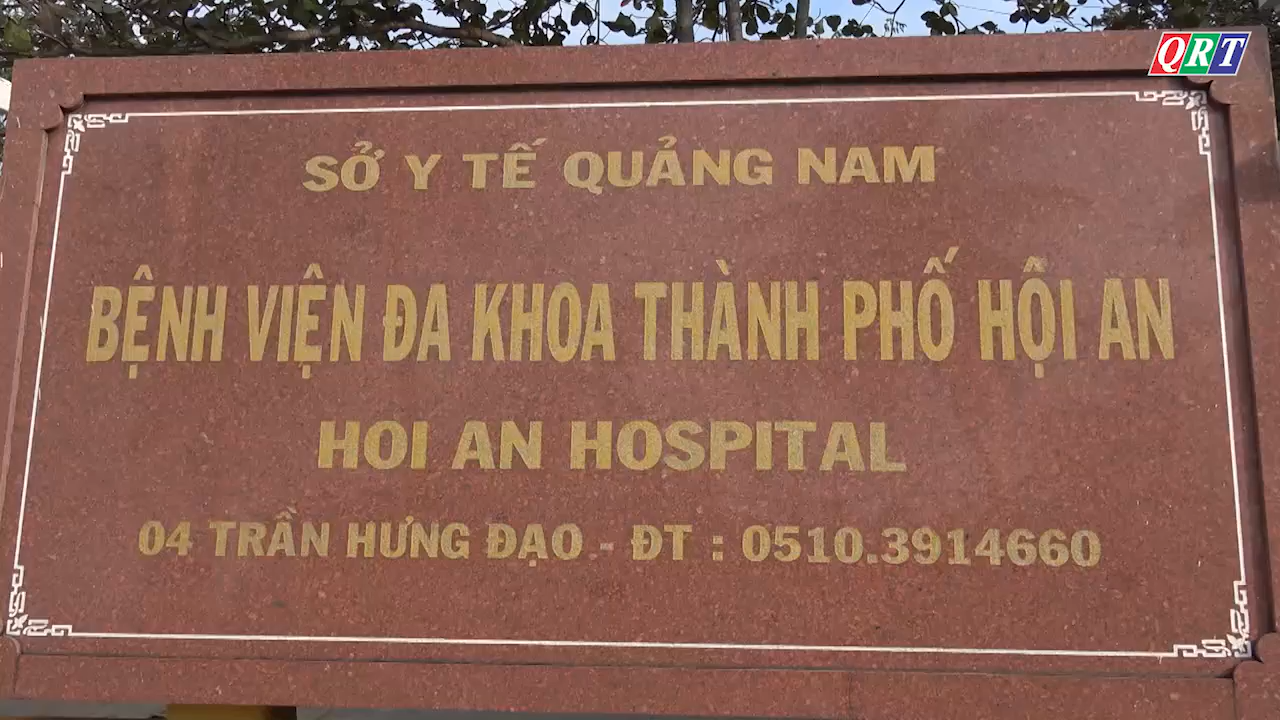 QRT
SỞ Y TẾ QUẢNG NAM
BỆNH VIỆN ĐA KHOA THÀNH PHỐ HỘI AN
HOI AN HOSPITAL
04 TRẦN HƯNG ĐẠO - ĐT : 0510.3914660